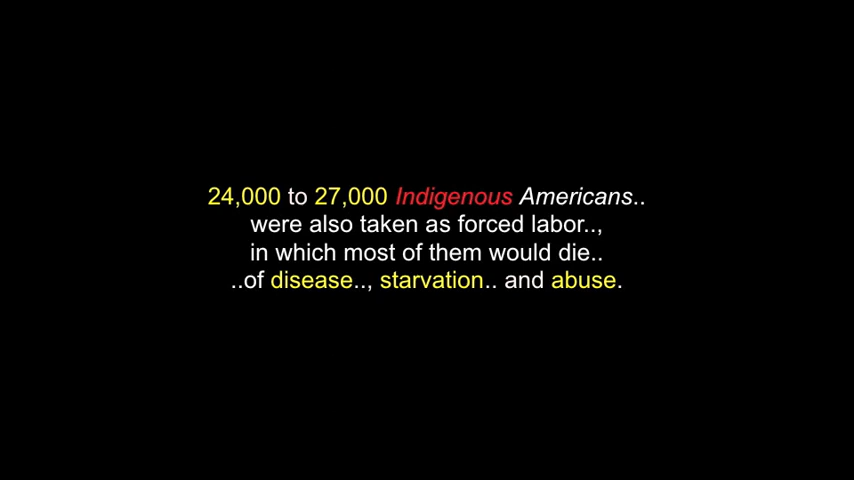 24,000 to 27,000 Indigenous Americans..
were also taken as forced labor..,
in which most of them would die..
..of disease.., starvation.. and abuse.